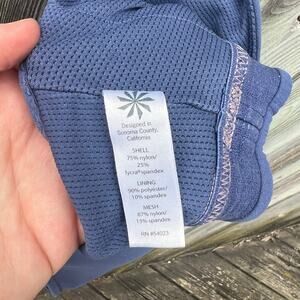 Designed in
Sonoma County,
California
SHELL
75% nylon/
25%
lycra® spandex
LINING
90% polyester/
10% spandex
MESH
87% nylon/
13% spandex
RN #54023